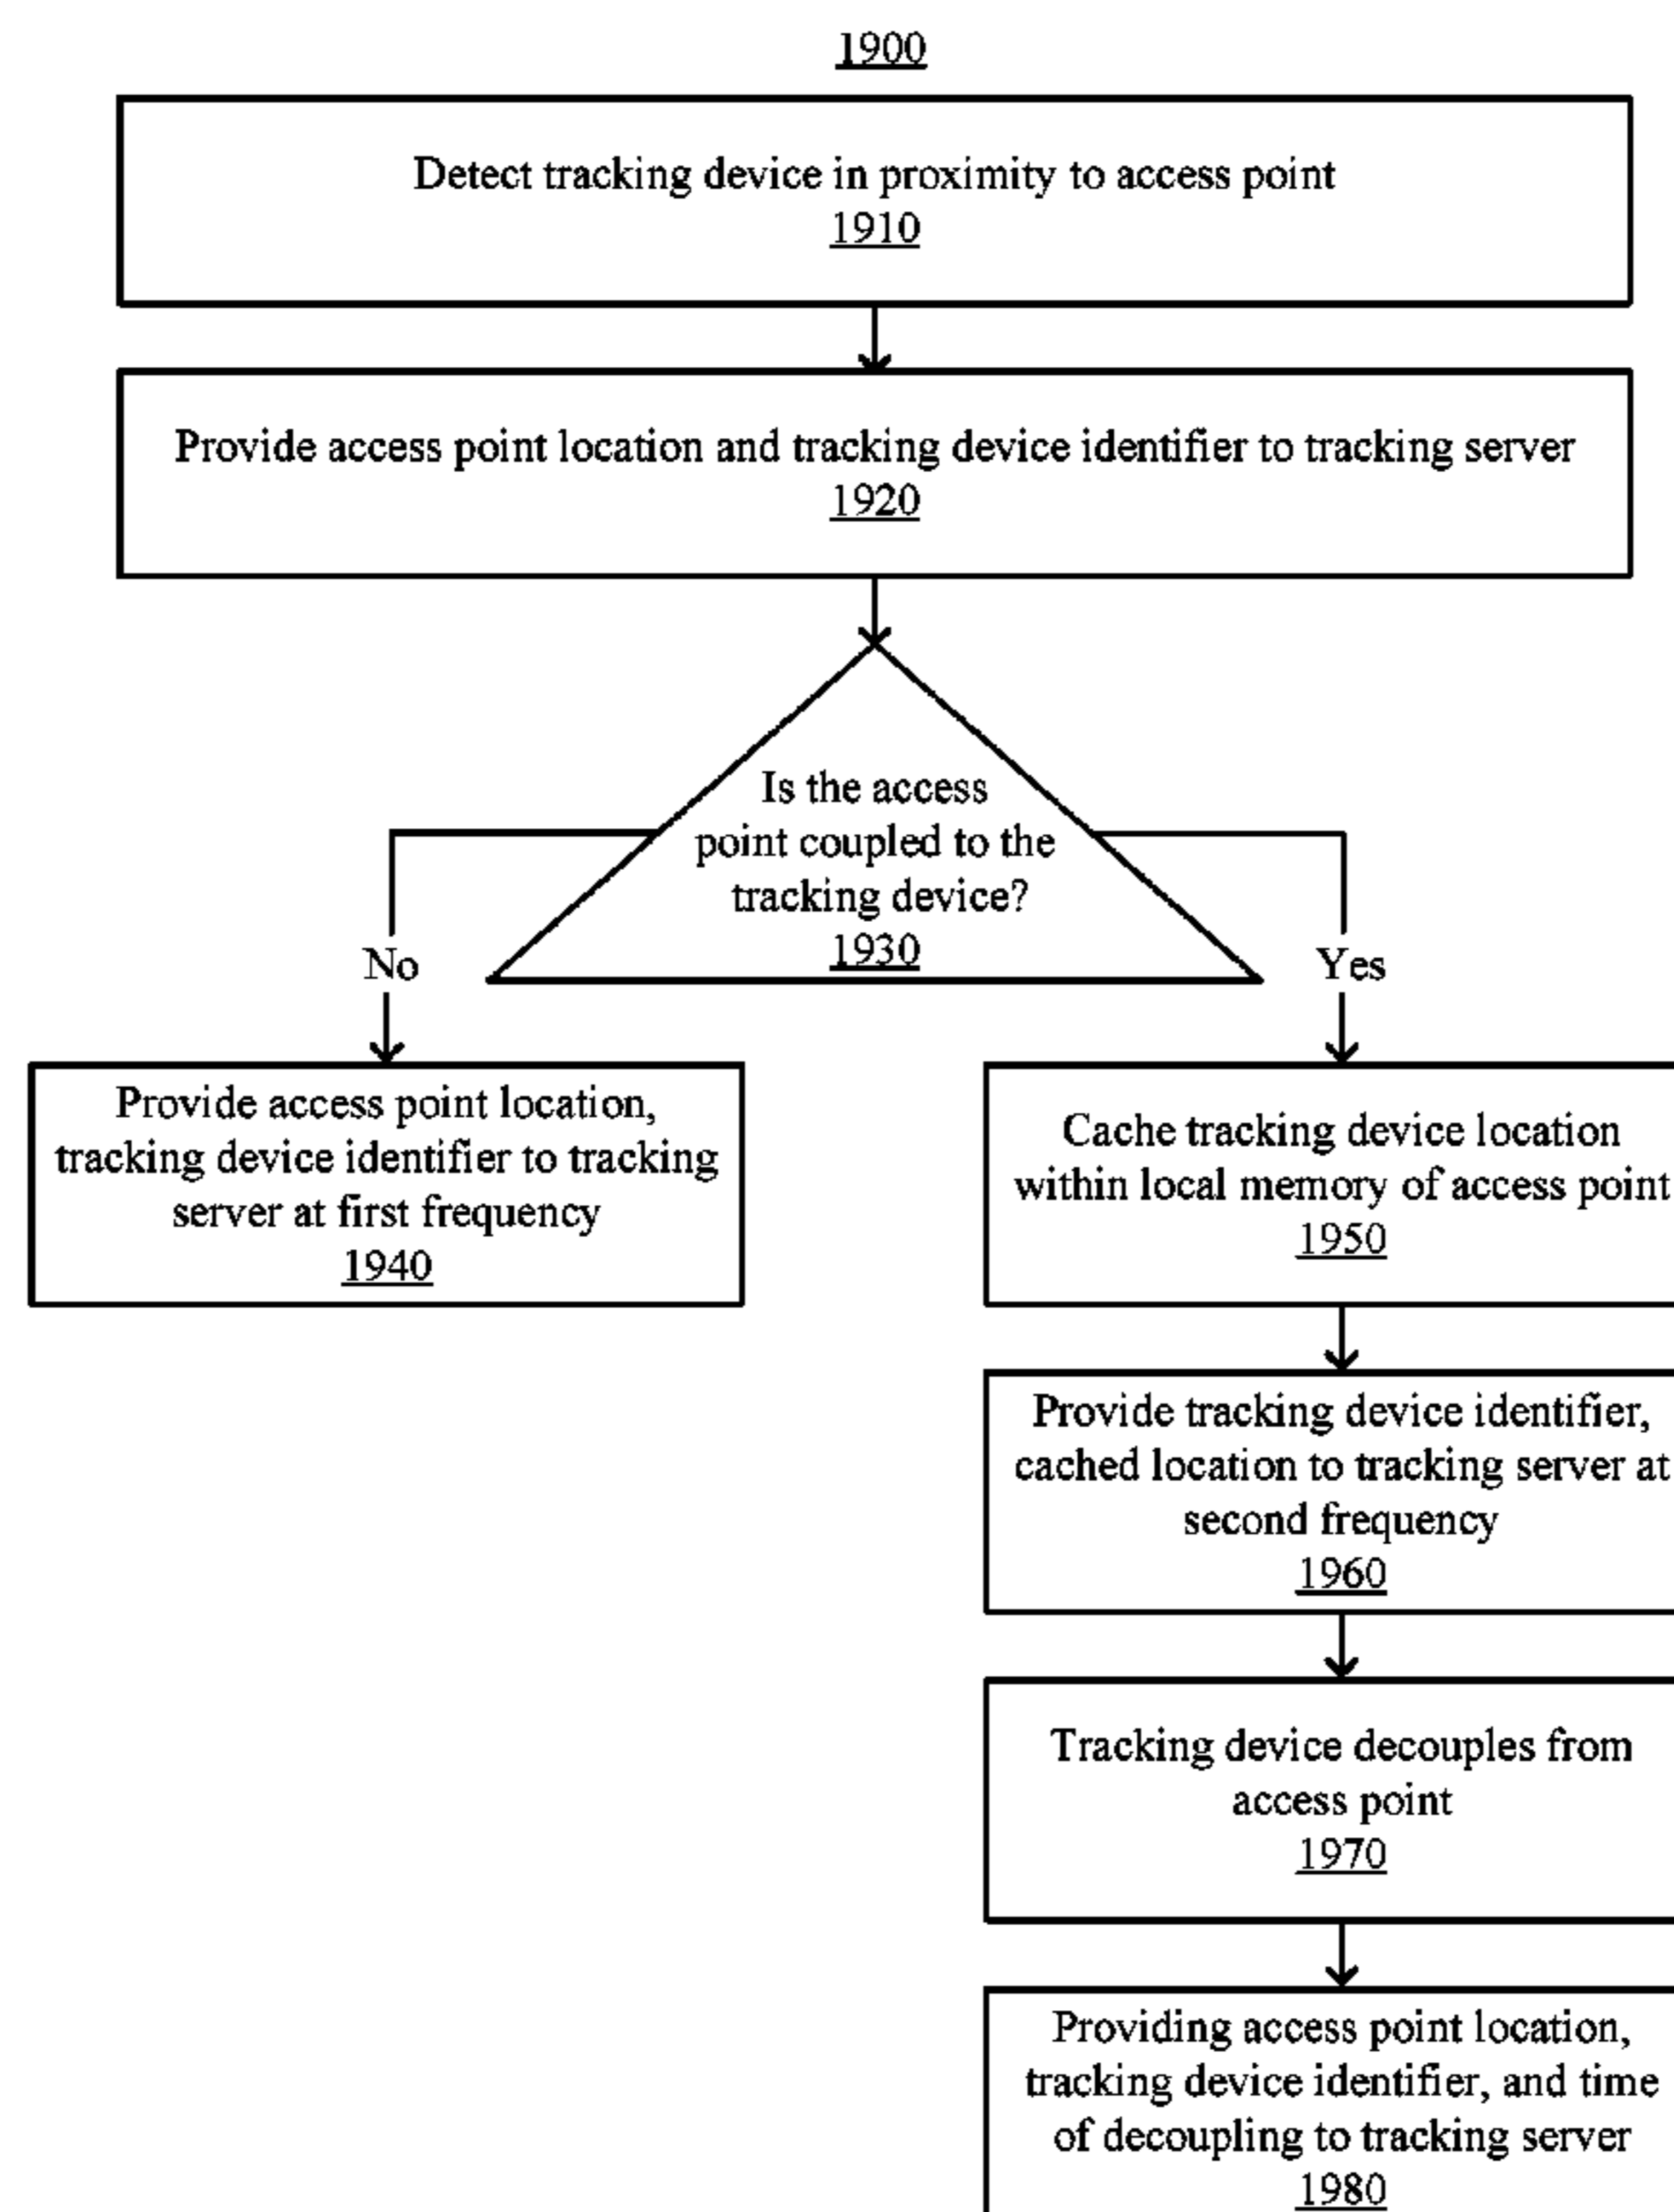 1900
Detect tracking device in proximity to access point
1910
Provide access point location and tracking device identifier to tracking server
1920
Is the access
point coupled to the
tracking device?
1930
No
Yes
Provide access point location,
tracking device identifier to tracking
server at first frequency
1940
Cache tracking device location
within local memory of access point
1950
Provide tracking device identifier,
cached location to tracking server at
second frequency
1960
Tracking device decouples from
access point
1970
Providing access point location,
tracking device identifier, and time
of decoupling to tracking server
1980